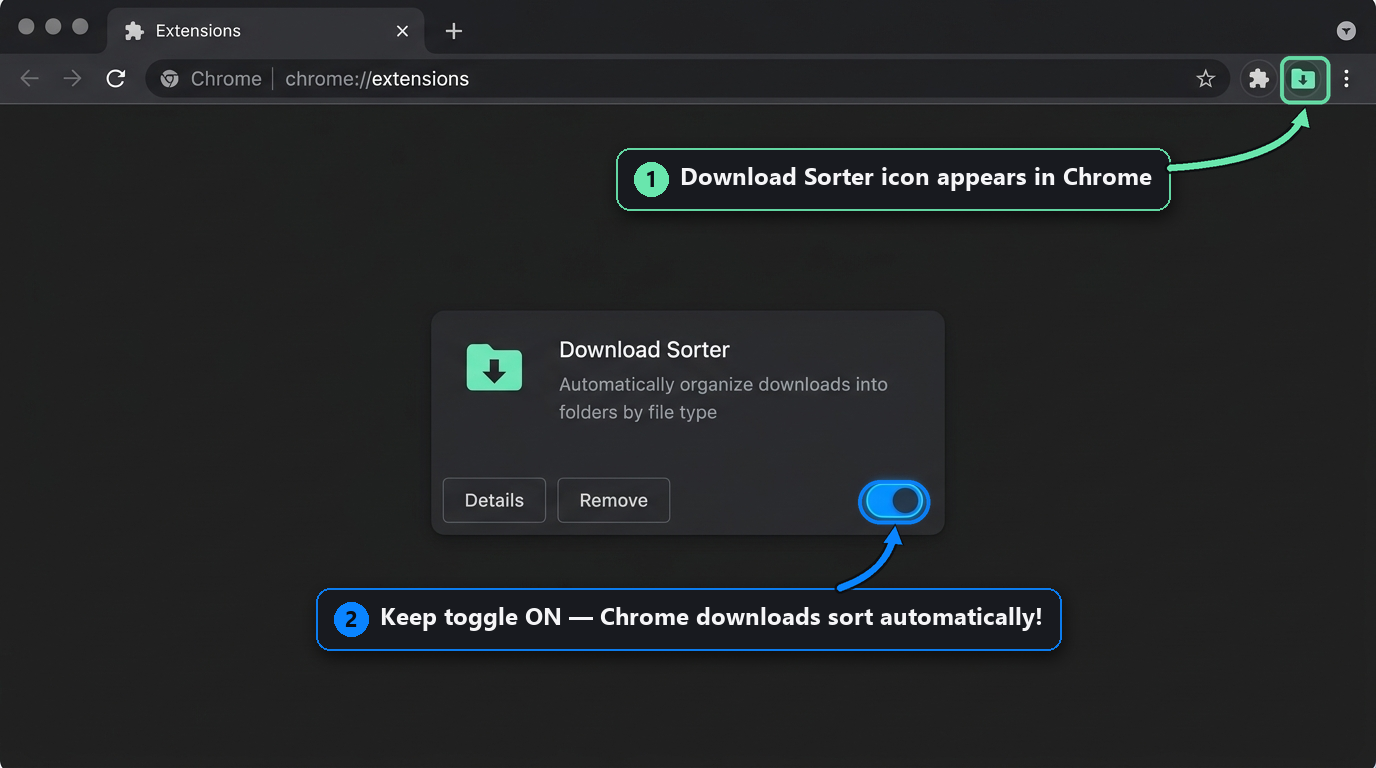 Extensions
Chrome chrome://extensions
1 Download Sorter icon appears in Chrome
Download Sorter
Automatically organize downloads into
folders by file type
Details Remove
2 Keep toggle ON — Chrome downloads sort automatically!